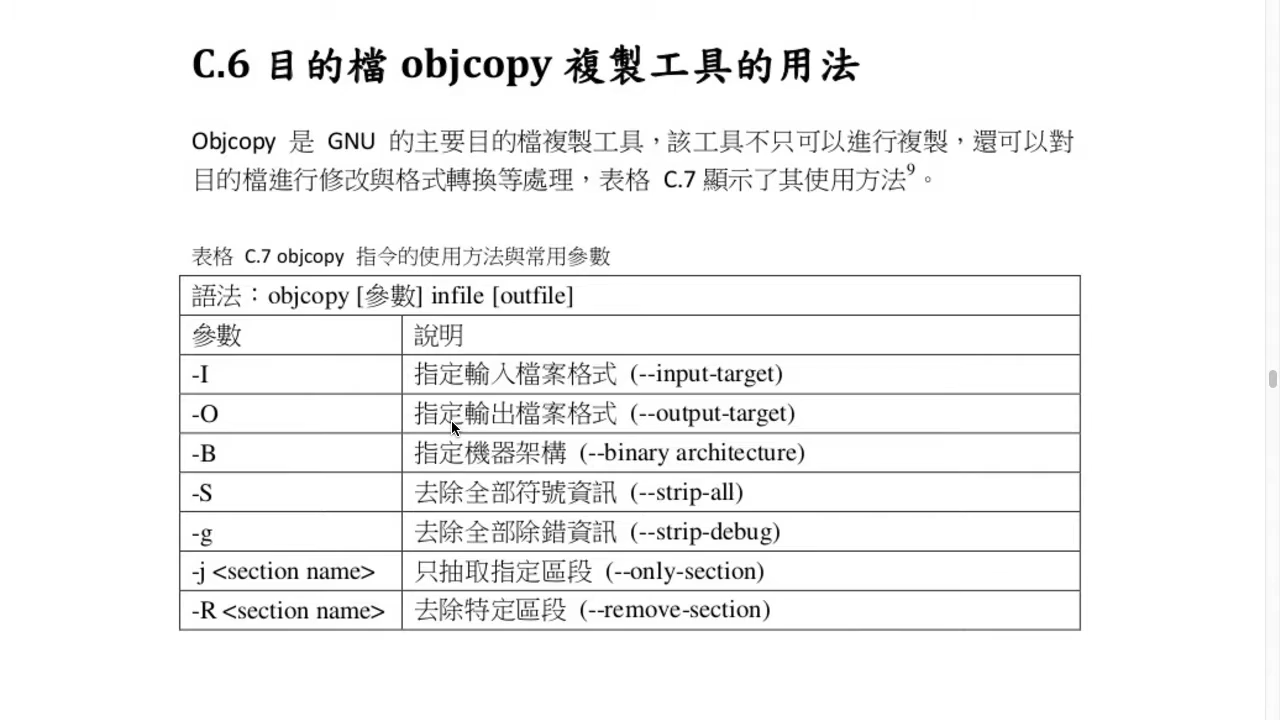 C.6 目的檔 objcopy 複製工具的用法
Objcopy 是 GNU 的主要目的檔複製工具，該工具不只可以進行複製，還可以對
目的檔進行修改與格式轉換等處理，表格 C.7 顯示了其使用方法9。
表格 C.7 objcopy 指令的使用方法與常用參數
語法：objcopy [參數] infile [outfile]
參數 說明
-I 指定輸入檔案格式 (--input-target)
-O 指定輸出檔案格式 (--output-target)
-B 指定機器架構 (--binary architecture)
-S 去除全部符號資訊 (--strip-all)
-g 去除全部除錯資訊 (--strip-debug)
-j <section name> 只抽取指定區段 (--only-section)
-R <section name> 去除特定區段 (--remove-section)